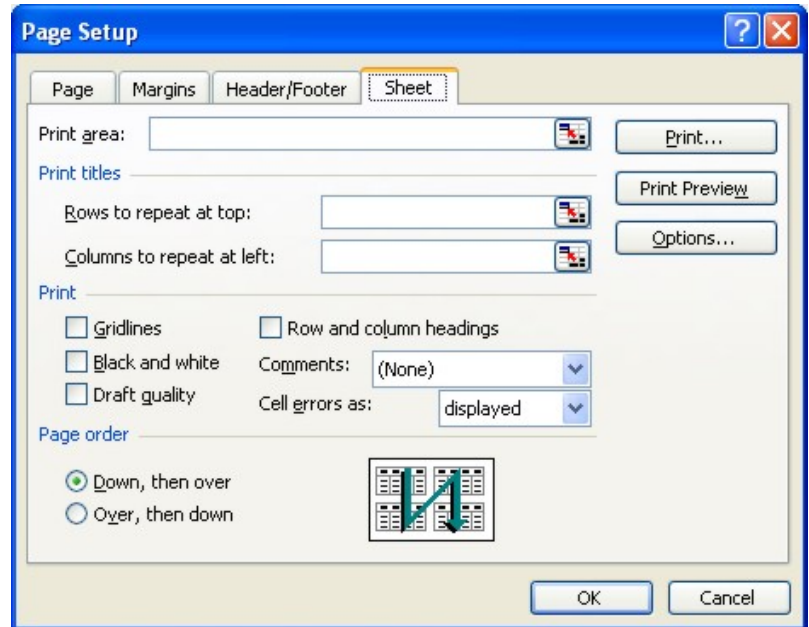 Page Setup
Page Margins Header/Footer Sheet
Print area:
Print...
Print titles
Print Preview
Rows to repeat at top:
Options...
Columns to repeat at left:
Print
Gridlines Row and column headings
Black and white Comments: (None)
Draft quality Cell errors as: displayed
Page order
Down, then over
Over, then down
OK Cancel